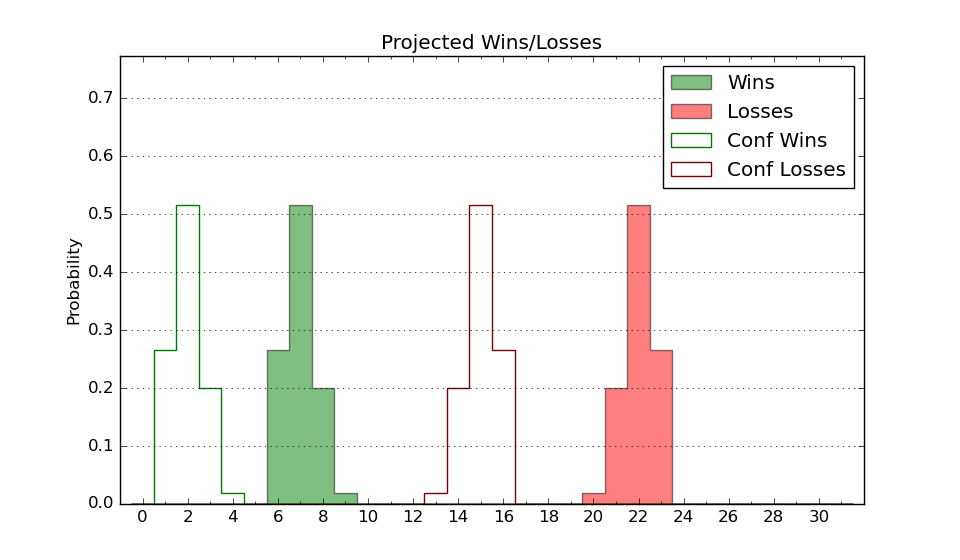 Projected Wins/Losses
Wins
Losses
Conf Wins
Conf Losses
Probability
0.7
0.6
0.5
0.4
0.3
0.2
0.1
0.0
0 2 4 6 8 10 12 14 16 18 20 22 24 26 28 30